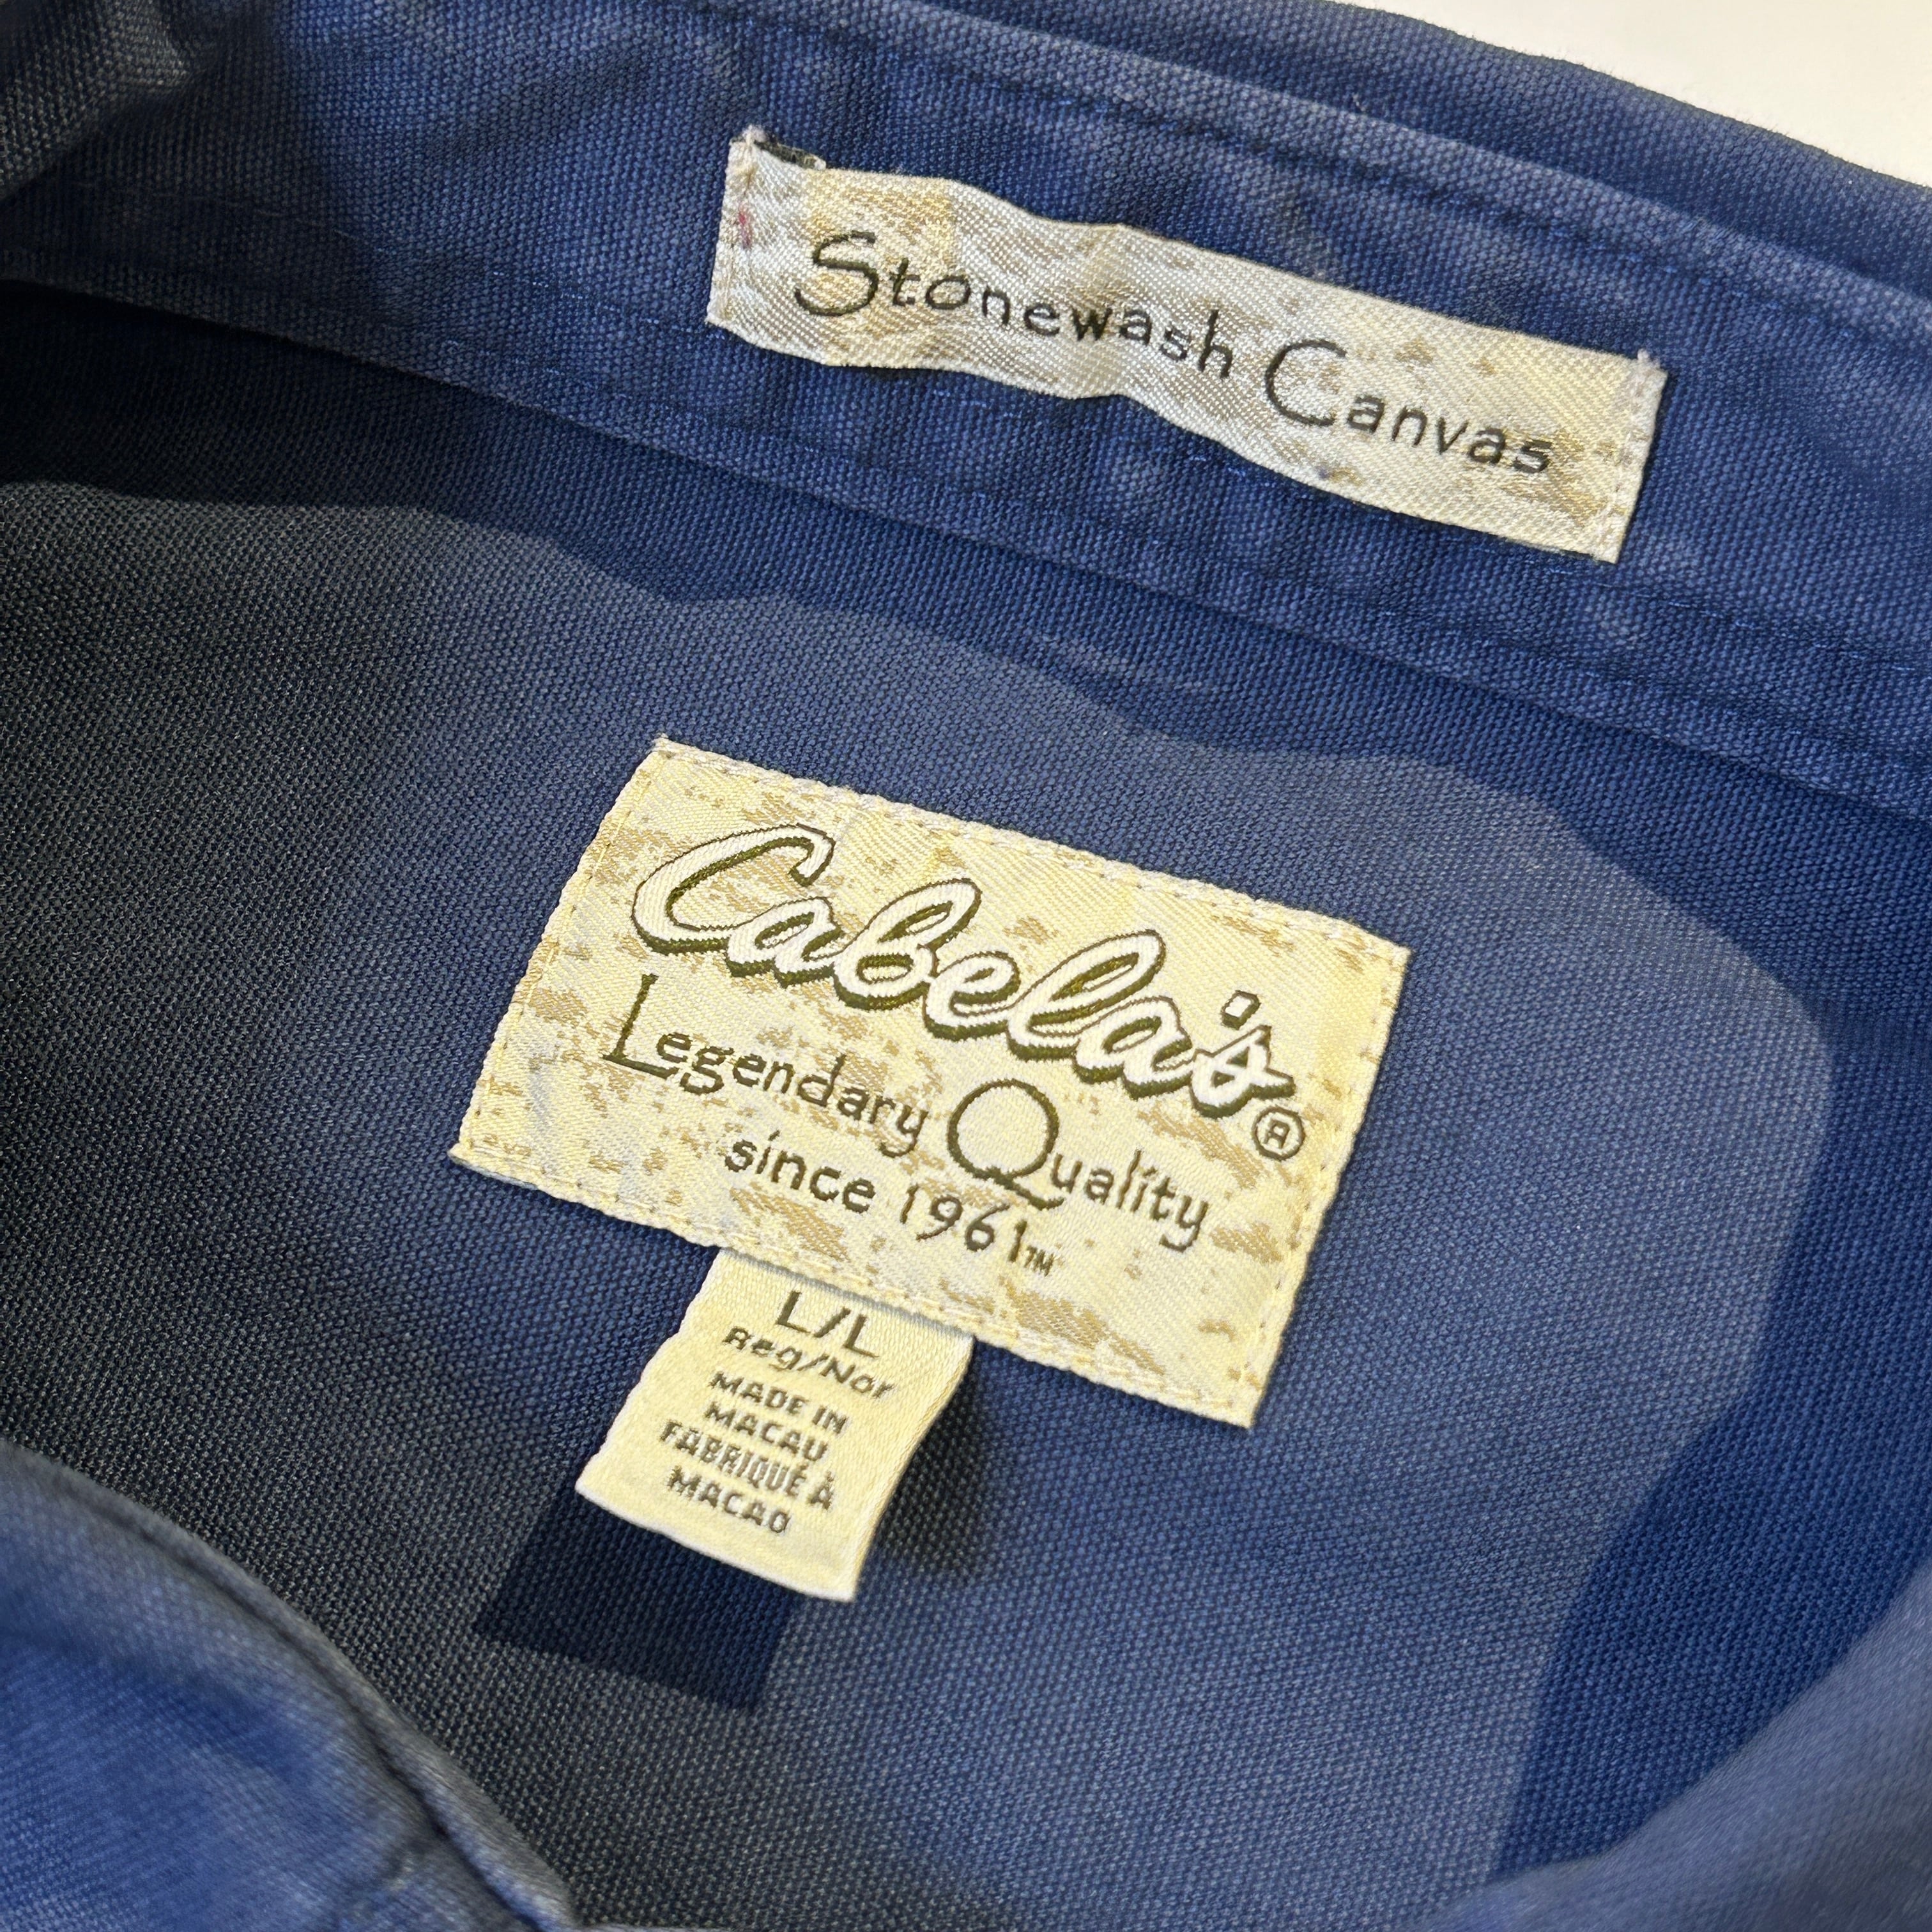 Stonewash Canvas
Cabela's®
Legendary Quality
since 1961™
L/L
Reg/Nor
MADE IN
MACAU
FABRIQUÉ À
MACAO